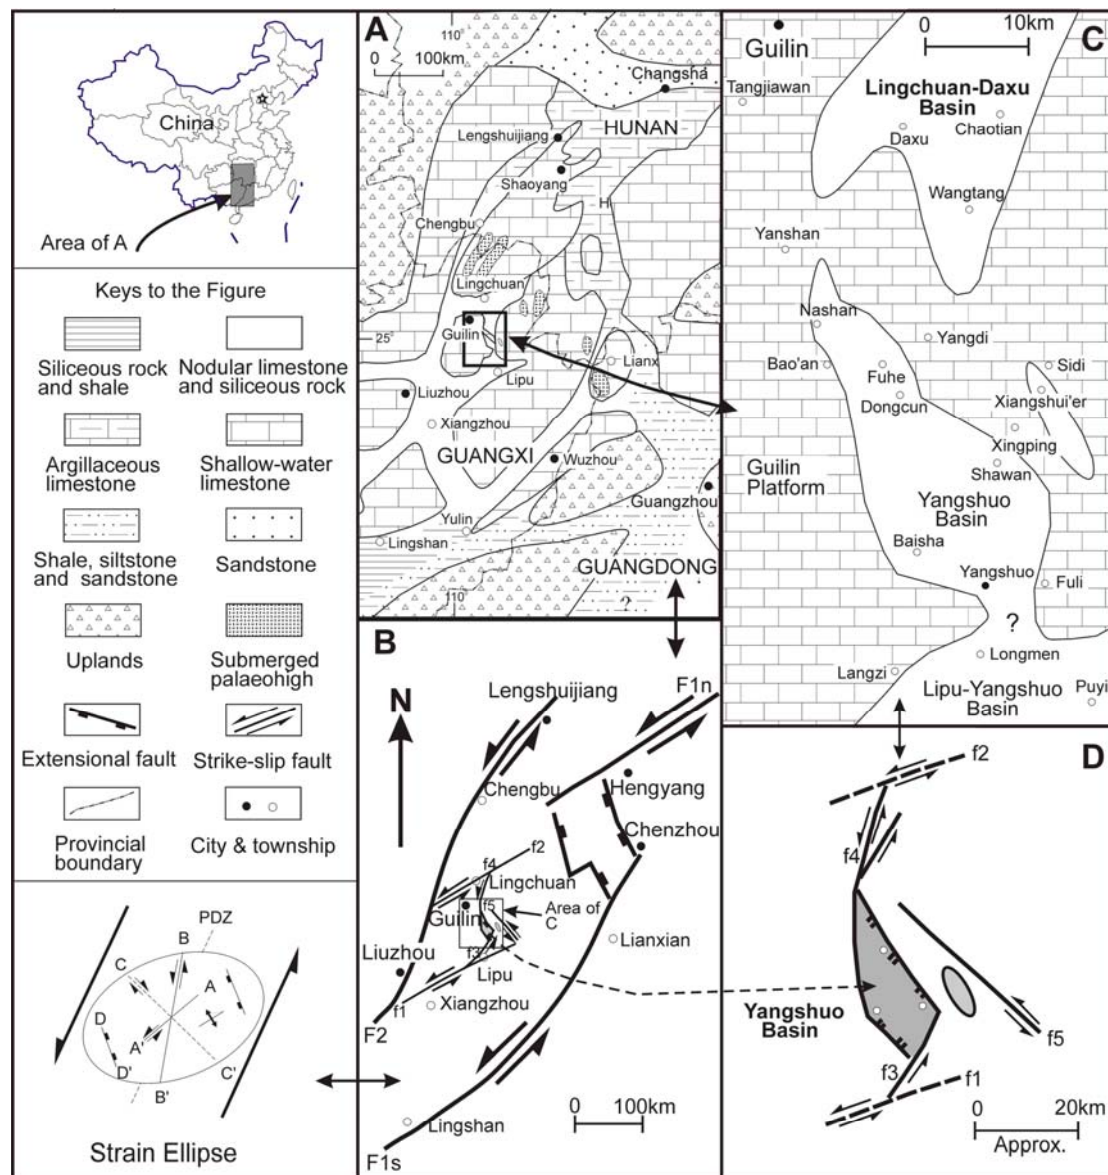 China
Area of A
Keys to the Figure
Siliceous rock
and shale
Nodular limestone
and siliceous rock
Argillaceous
limestone
Shallow-water
limestone
Shale, siltstone
and sandstone
Sandstone
Uplands
Submerged
palaeohigh
Extensional fault
Strike-slip fault
Provincial
boundary
City & township
PDZ
B
C
A
D
A'
D'
C'
B'
Strain Ellipse
A
110°
0 100km
Changsha
Lengshuijiang
HUNAN
Shaoyang
H
Chengbu
Lingchuan
25°
Guilin
Lianx
Lipu
Liuzhou
Xiangzhou
GUANGXI
Wuzhou
Guangzhou
Yulin
Lingshan
GUANGDONG
110°
?
B
N
Lengshuijiang
F1n
Chengbu
Hengyang
Chenzhou
f2
f4
Lingchuan
f5
Guilin
Area of
C
Lianxian
f3
Liuzhou
Lipu
f1
Xiangzhou
F2
0 100km
Lingshan
F1s
C
0 10km
Guilin
Tangjiawan
Lingchuan-Daxu
Basin
Chaotian
Daxu
Wangtang
Yanshan
Nashan
Yangdi
Bao'an
Fuhe
Sidi
Dongcun
Xiangshui'er
Xingping
Shawan
Guilin
Platform
Yangshuo
Basin
Baisha
Yangshuo
Fuli
?
Longmen
Langzi
Lipu-Yangshuo
Basin
Puyi
D
f2
f4
Yangshuo
Basin
f5
f3
f1
0 20km
Approx.